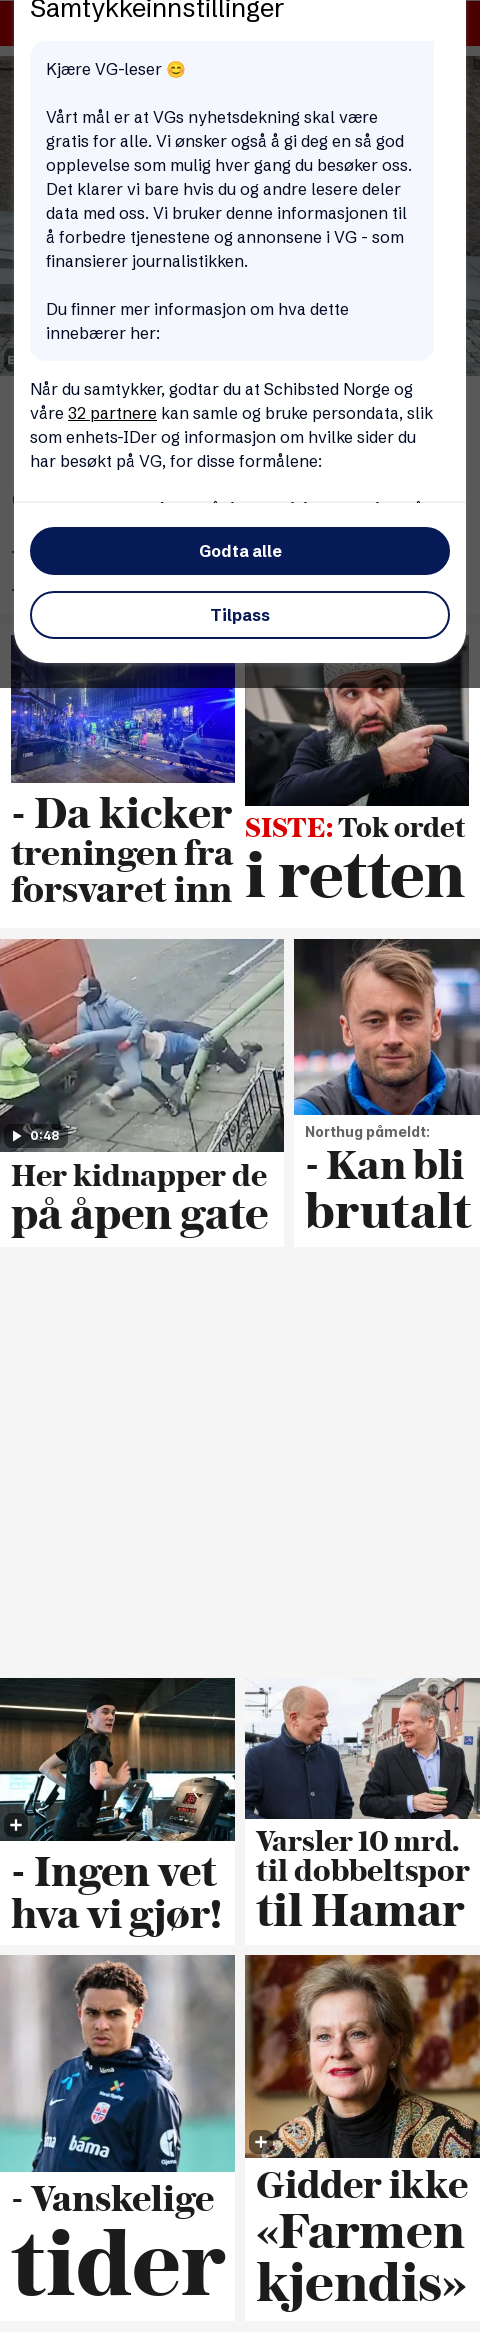 Samtykkeinnstillinger
Kjære VG-leser 😊
Vårt mål er at VGs nyhetsdekning skal være
gratis for alle. Vi ønsker også å gi deg en så god
opplevelse som mulig hver gang du besøker oss.
Det klarer vi bare hvis du og andre lesere deler
data med oss. Vi bruker denne informasjonen til
å forbedre tjenestene og annonsene i VG - som
finansierer journalistikken.
Du finner mer informasjon om hva dette
innebærer her:
Når du samtykker, godtar du at Schibsted Norge og
våre 32 partnere kan samle og bruke persondata, slik
som enhets-IDer og informasjon om hvilke sider du
har besøkt på VG, for disse formålene:
Godta alle
Tilpass
- Da kicker
treningen fra
forsvaret inn
SISTE: Tok ordet
i retten
0:48
Her kidnapper de
på åpen gate
Northug påmeldt:
- Kan bli
brutalt
- Ingen vet
hva vi gjør!
Varsler 10 mrd.
til dobbeltspor
til Hamar
bama
- Vanskelige
tider
Gidder ikke
«Farmen
kjendis»